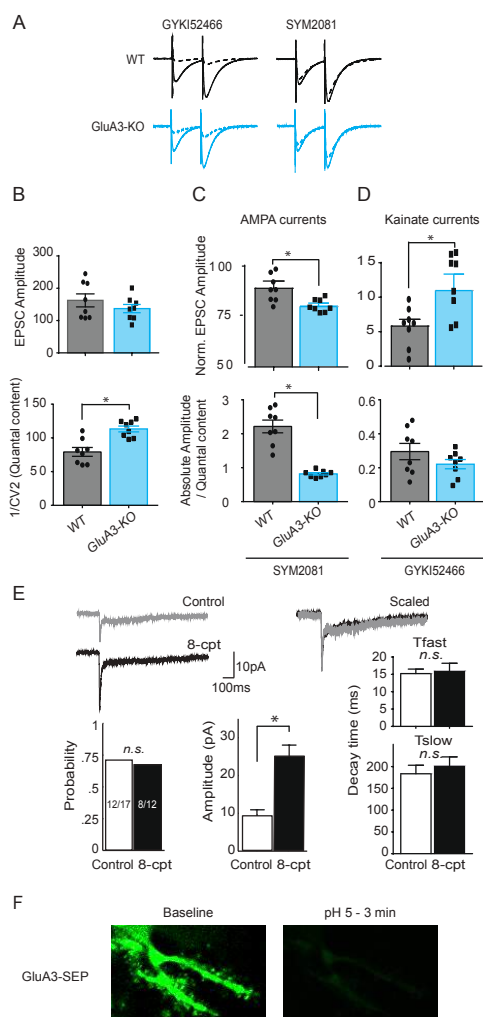 A
GYKI52466 SYM2081
WT
GluA3-KO
B
C
D
AMPA currents
Kainate currents
EPSC Amplitude
300
200
100
0
Norm. EPSC Amplitude
100
75
50
*
15
10
5
0
*
1/CV2 (Quantal content)
150
100
50
0
*
WT
GluA3-KO
Absolute Amplitude
/ Quantal content
3
2
1
0
*
WT
GluA3-KO
SYM2081
0.6
0.4
0.2
0
WT
GluA3-KO
GYKI52466
E
Control
8-cpt
10pA
100ms
Scaled
Probability
1
.75
.5
.25
0
n.s.
12/17 8/12
Control 8-cpt
Amplitude (pA)
30
20
10
0
*
Control 8-cpt
Decay time (ms)
Tfast
n.s.
20
15
10
5
0
Tslow
n.s.
250
200
150
100
50
0
Control 8-cpt
F
Baseline pH 5 - 3 min
GluA3-SEP